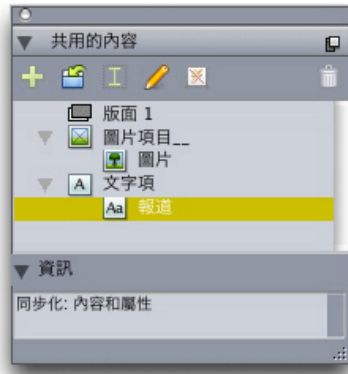 共用的內容
版面 1
圖片項目__
圖片
A 文字項
Aa 報道
資訊
同步化: 內容和屬性